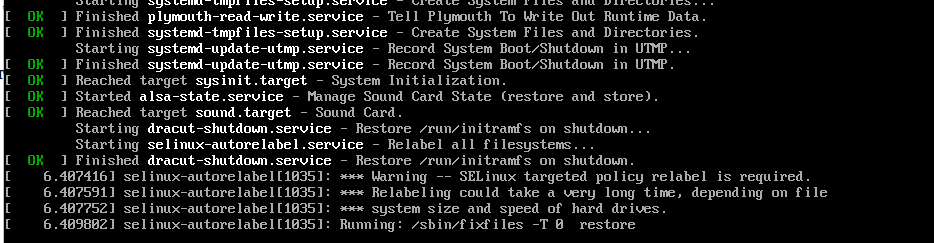 Starting systemd-tmpfiles-setup.service - Create System Files and Directories...
[  OK  ] Finished plymouth-read-write.service - Tell Plymouth To Write Out Runtime Data.
[  OK  ] Finished systemd-tmpfiles-setup.service - Create System Files and Directories.
Starting systemd-update-utmp.service - Record System Boot/Shutdown in UTMP...
[  OK  ] Finished systemd-update-utmp.service - Record System Boot/Shutdown in UTMP.
[  OK  ] Reached target sysinit.target - System Initialization.
[  OK  ] Started alsa-state.service - Manage Sound Card State (restore and store).
[  OK  ] Reached target sound.target - Sound Card.
Starting dracut-shutdown.service - Restore /run/initramfs on shutdown...
Starting selinux-autorelabel.service - Relabel all filesystems...
[  OK  ] Finished dracut-shutdown.service - Restore /run/initramfs on shutdown.
[    6.407416] selinux-autorelabel[1035]: *** Warning -- SELinux targeted policy relabel is required.
[    6.407591] selinux-autorelabel[1035]: *** Relabeling could take a very long time, depending on file
[    6.407752] selinux-autorelabel[1035]: *** system size and speed of hard drives.
[    6.409802] selinux-autorelabel[1035]: Running: /sbin/fixfiles -T 0  restore